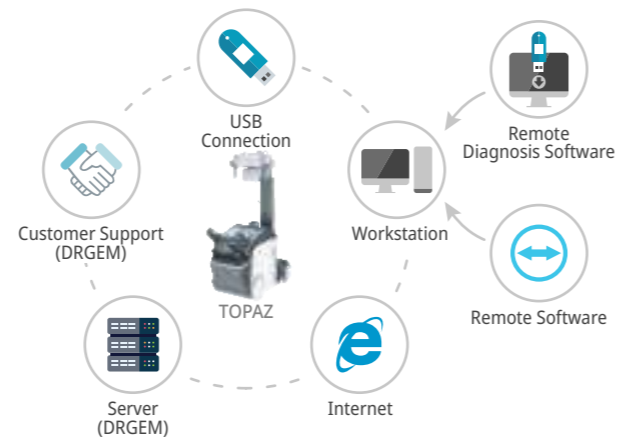 USB
Connection
Remote
Diagnosis Software
Customer Support
(DRGEM)
Workstation
TOPAZ
Remote Software
Server
(DRGEM)
Internet